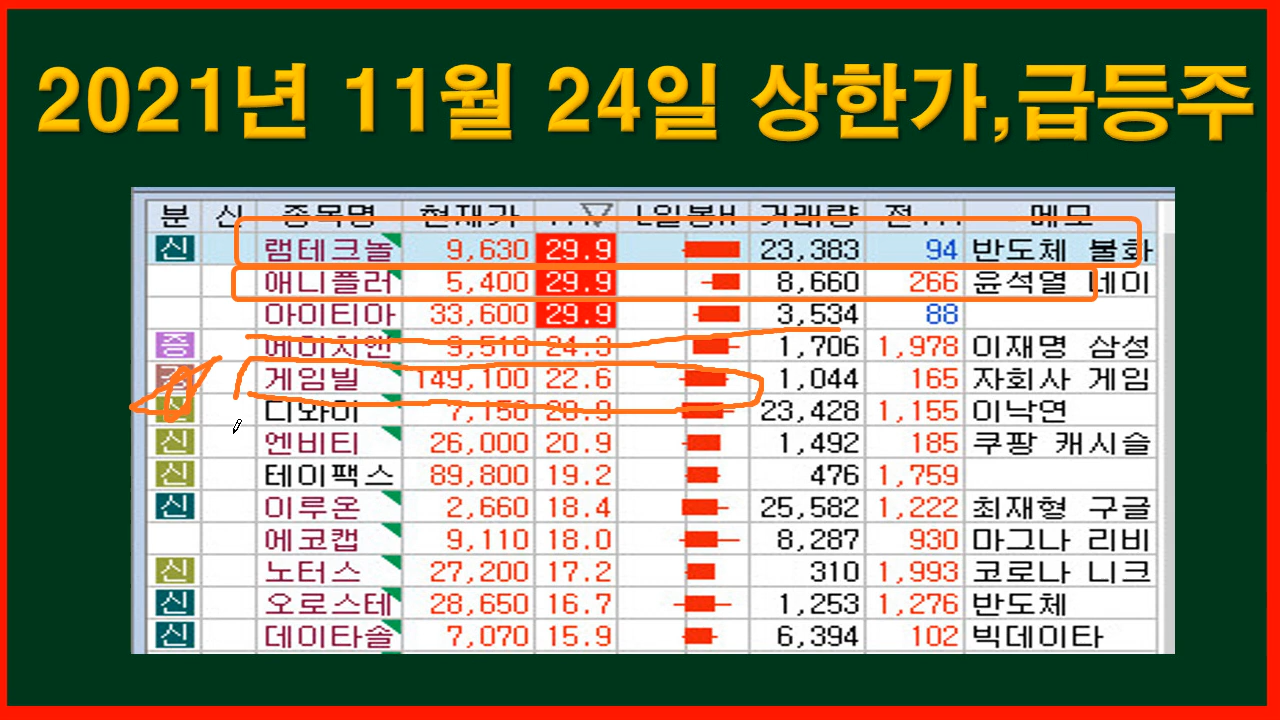 2021년 11월 24일 상한가,급등주
분 신 종목명 현재가 L일봉H 거래량 전 메모
신 램테크놀 9,630 29.9 23,383 94 반도체 불화
애니플러 5,400 29.9 8,660 266 윤석열 네이
아이티아 33,600 29.9 3,534 88
증 에이치앤 9,510 24.3 1,706 1,978 이재명 삼성
게임빌 149,100 22.6 1,044 165 자회사 게임
신 디와이 7,150 20.9 23,428 1,155 이낙연
신 엔비티 26,000 20.9 1,492 185 쿠팡 캐시슬
신 테이팩스 89,800 19.2 476 1,759
신 이루온 2,660 18.4 25,582 1,222 최재형 구글
에코캡 9,110 18.0 8,287 930 마그나 리비
신 노터스 27,200 17.2 310 1,993 코로나 니크
신 오로스테 28,650 16.7 1,253 1,276 반도체
신 데이타솔 7,070 15.9 6,394 102 빅데이타